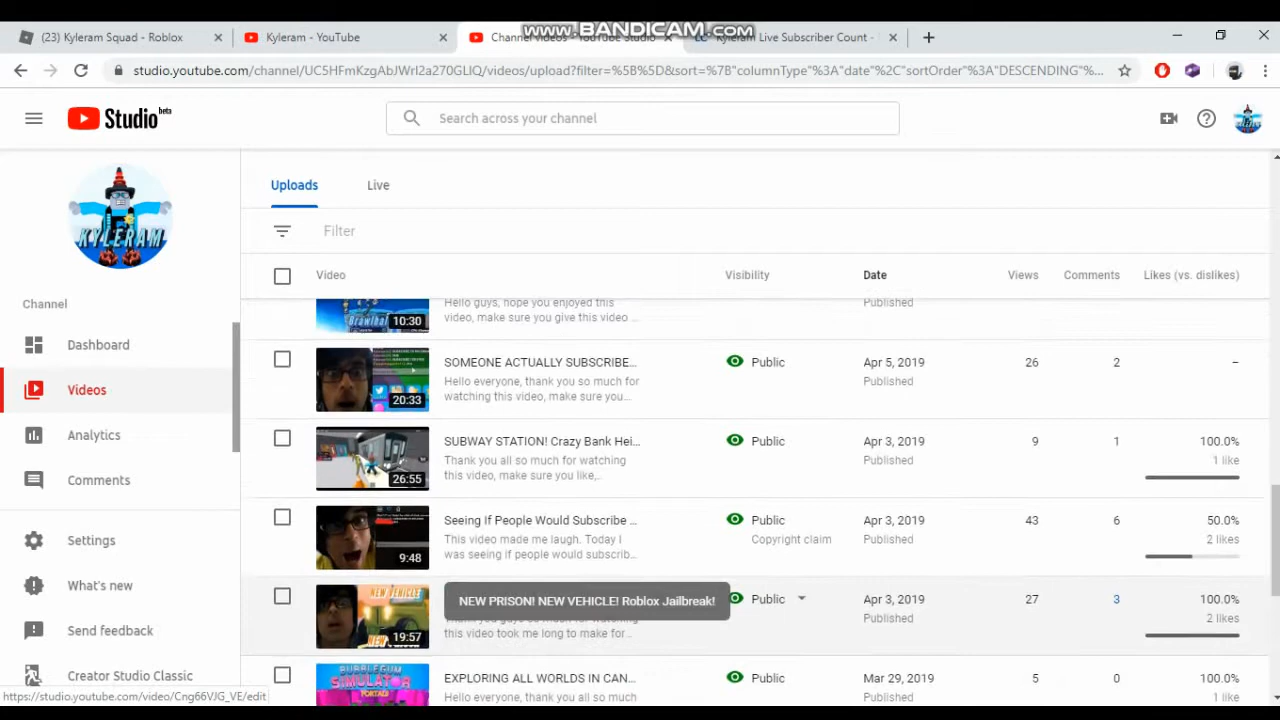 www.BANDICAM.com
(23) Kyleram Squad - Roblox
Kyleram - YouTube
Channel videos - YouTube Studio
Kyleram Live Subscriber Count -
studio.youtube.com/channel/UC5HFmKzgAbJWrI2a270GLIQ/videos/upload?filter=%5B%5D&sort=%7B"columnType"%3A"date"%2C"sortOrder"%3A"DESCENDING"%...
Studio beta
Search across your channel
KYLERAM
Channel
Dashboard
Videos
Analytics
Comments
Settings
What's new
Send feedback
Creator Studio Classic
https://studio.youtube.com/video/Cng66VJG_VE/edit
Uploads Live
Filter
Video Visibility Date Views Comments Likes (vs. dislikes)
Brawlhal
10:30
Hello guys, hope you enjoyed this
video, make sure you give this video
...
Published
20:33
SOMEONE ACTUALLY SUBSCRIBE...
Hello everyone, thank you so much for
watching this video, make sure you...
Public
Apr 5, 2019
Published
26 2 –
26:55
SUBWAY STATION! Crazy Bank Hei...
Thank you all so much for watching
this video, make sure you like,...
Public
Apr 3, 2019
Published
9 1 100.0%
1 like
9:48
Seeing If People Would Subscribe ...
This video made me laugh. Today I
was seeing if people would subscrib...
Public
Copyright claim
Apr 3, 2019
Published
43 6 50.0%
2 likes
NEW VEHICLE
19:57
NEW PRISON! NEW VEHICLE! Roblox Jailbreak!
this video took me long to make for...
Public
Apr 3, 2019
Published
27 3 100.0%
2 likes
BUBBLEGUM
SIMULATOR
EXPLORING ALL WORLDS IN CAN...
Hello everyone, thank you all so much
Public
Mar 29, 2019
Published
5 0 100.0%
1 like